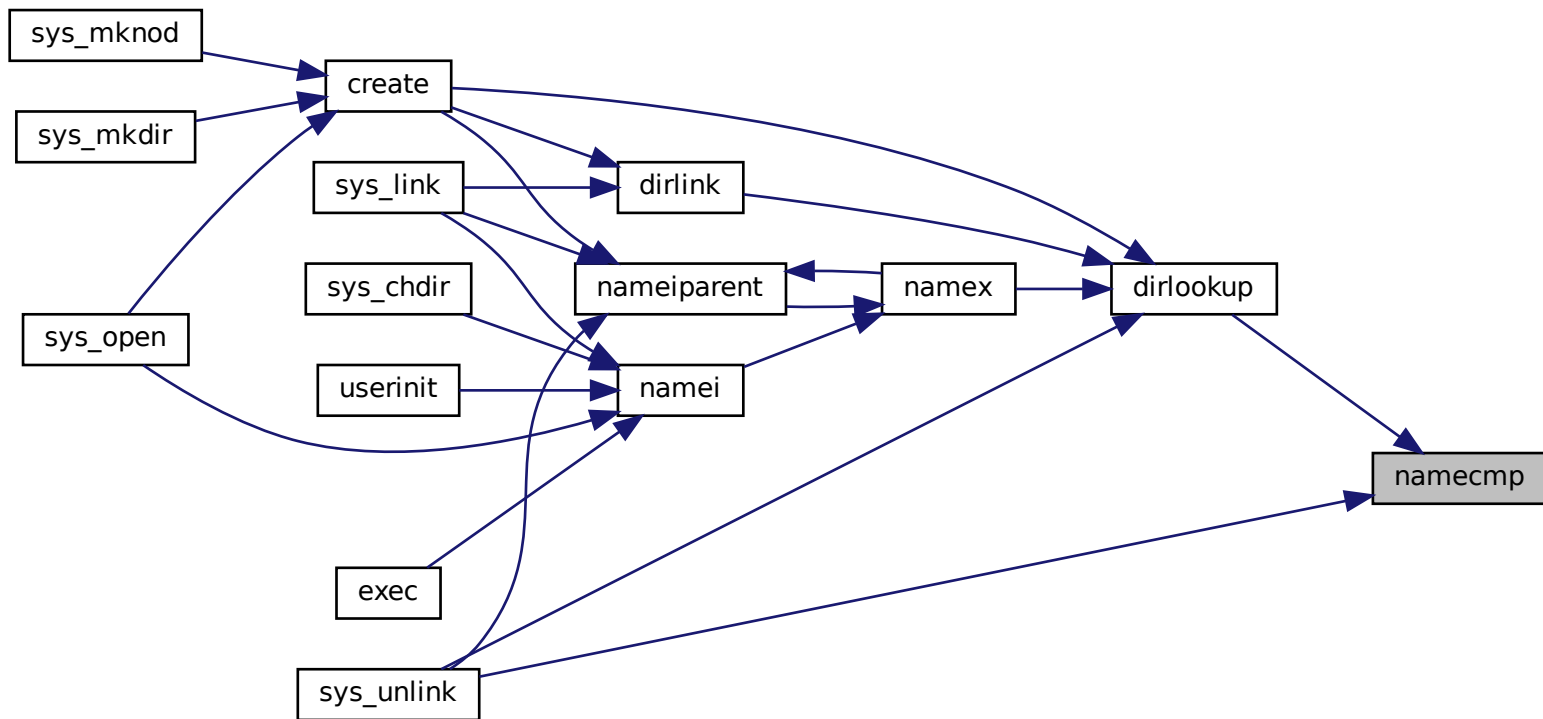 sys_mknod
create
sys_mkdir
sys_link
dirlink
sys_chdir
nameiparent
namex
dirlookup
sys_open
userinit
namei
namecmp
exec
sys_unlink